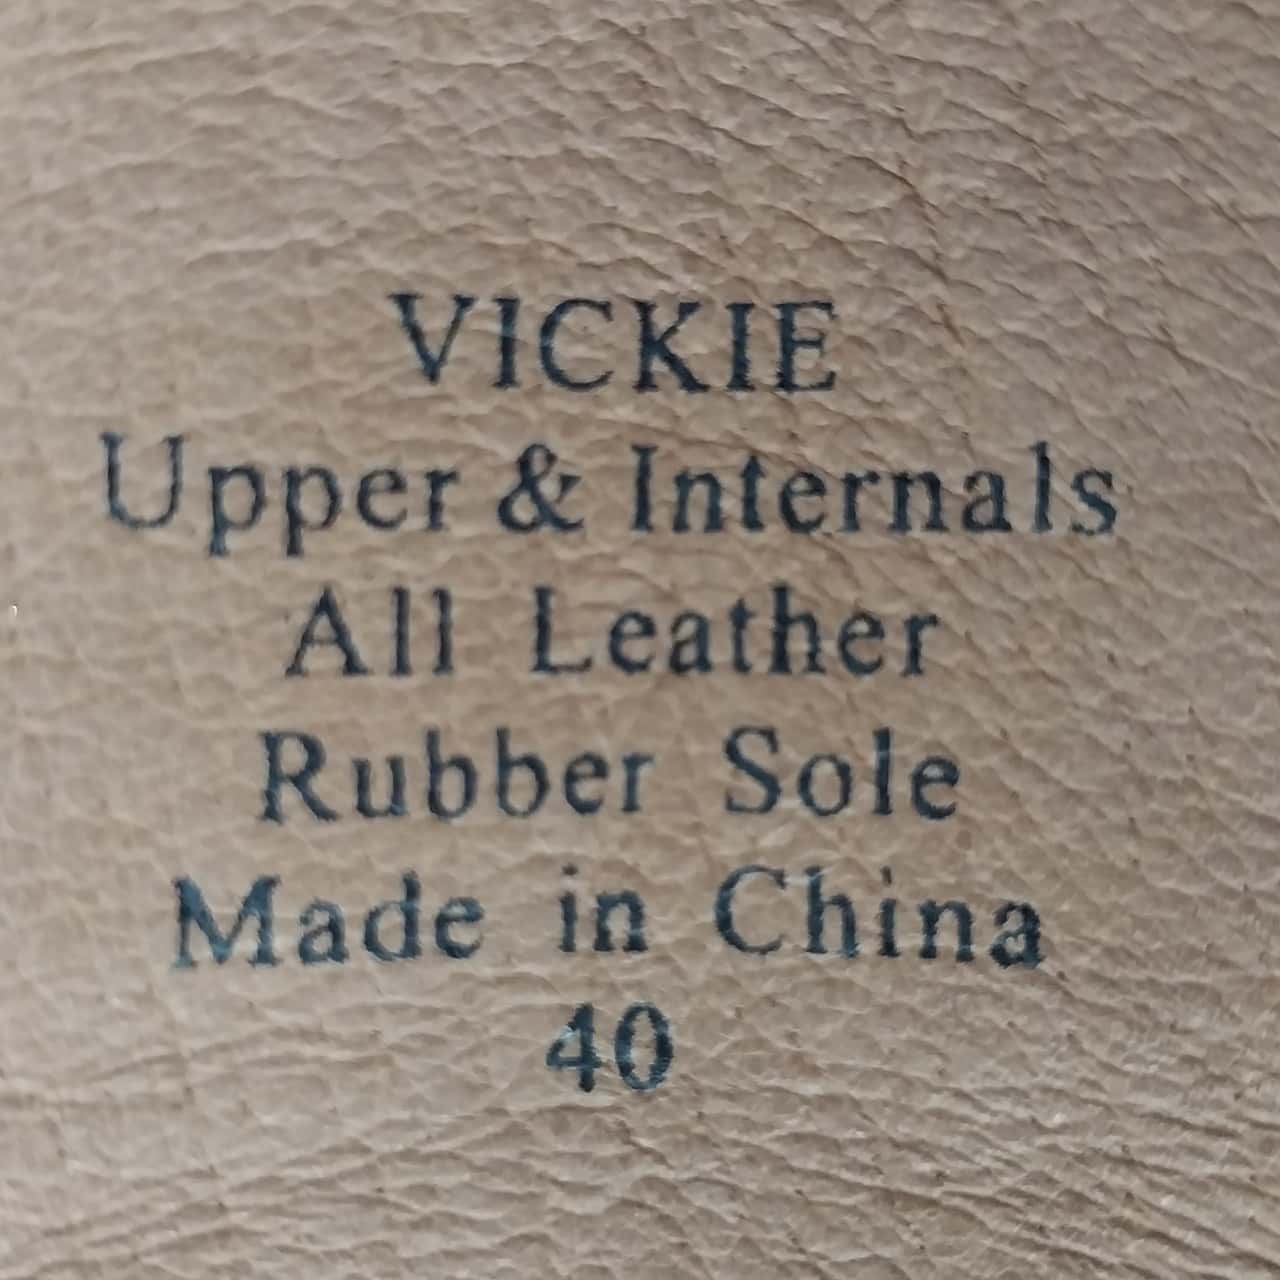 VICKIE
Upper & Internals
All Leather
Rubber Sole
Made in China
40